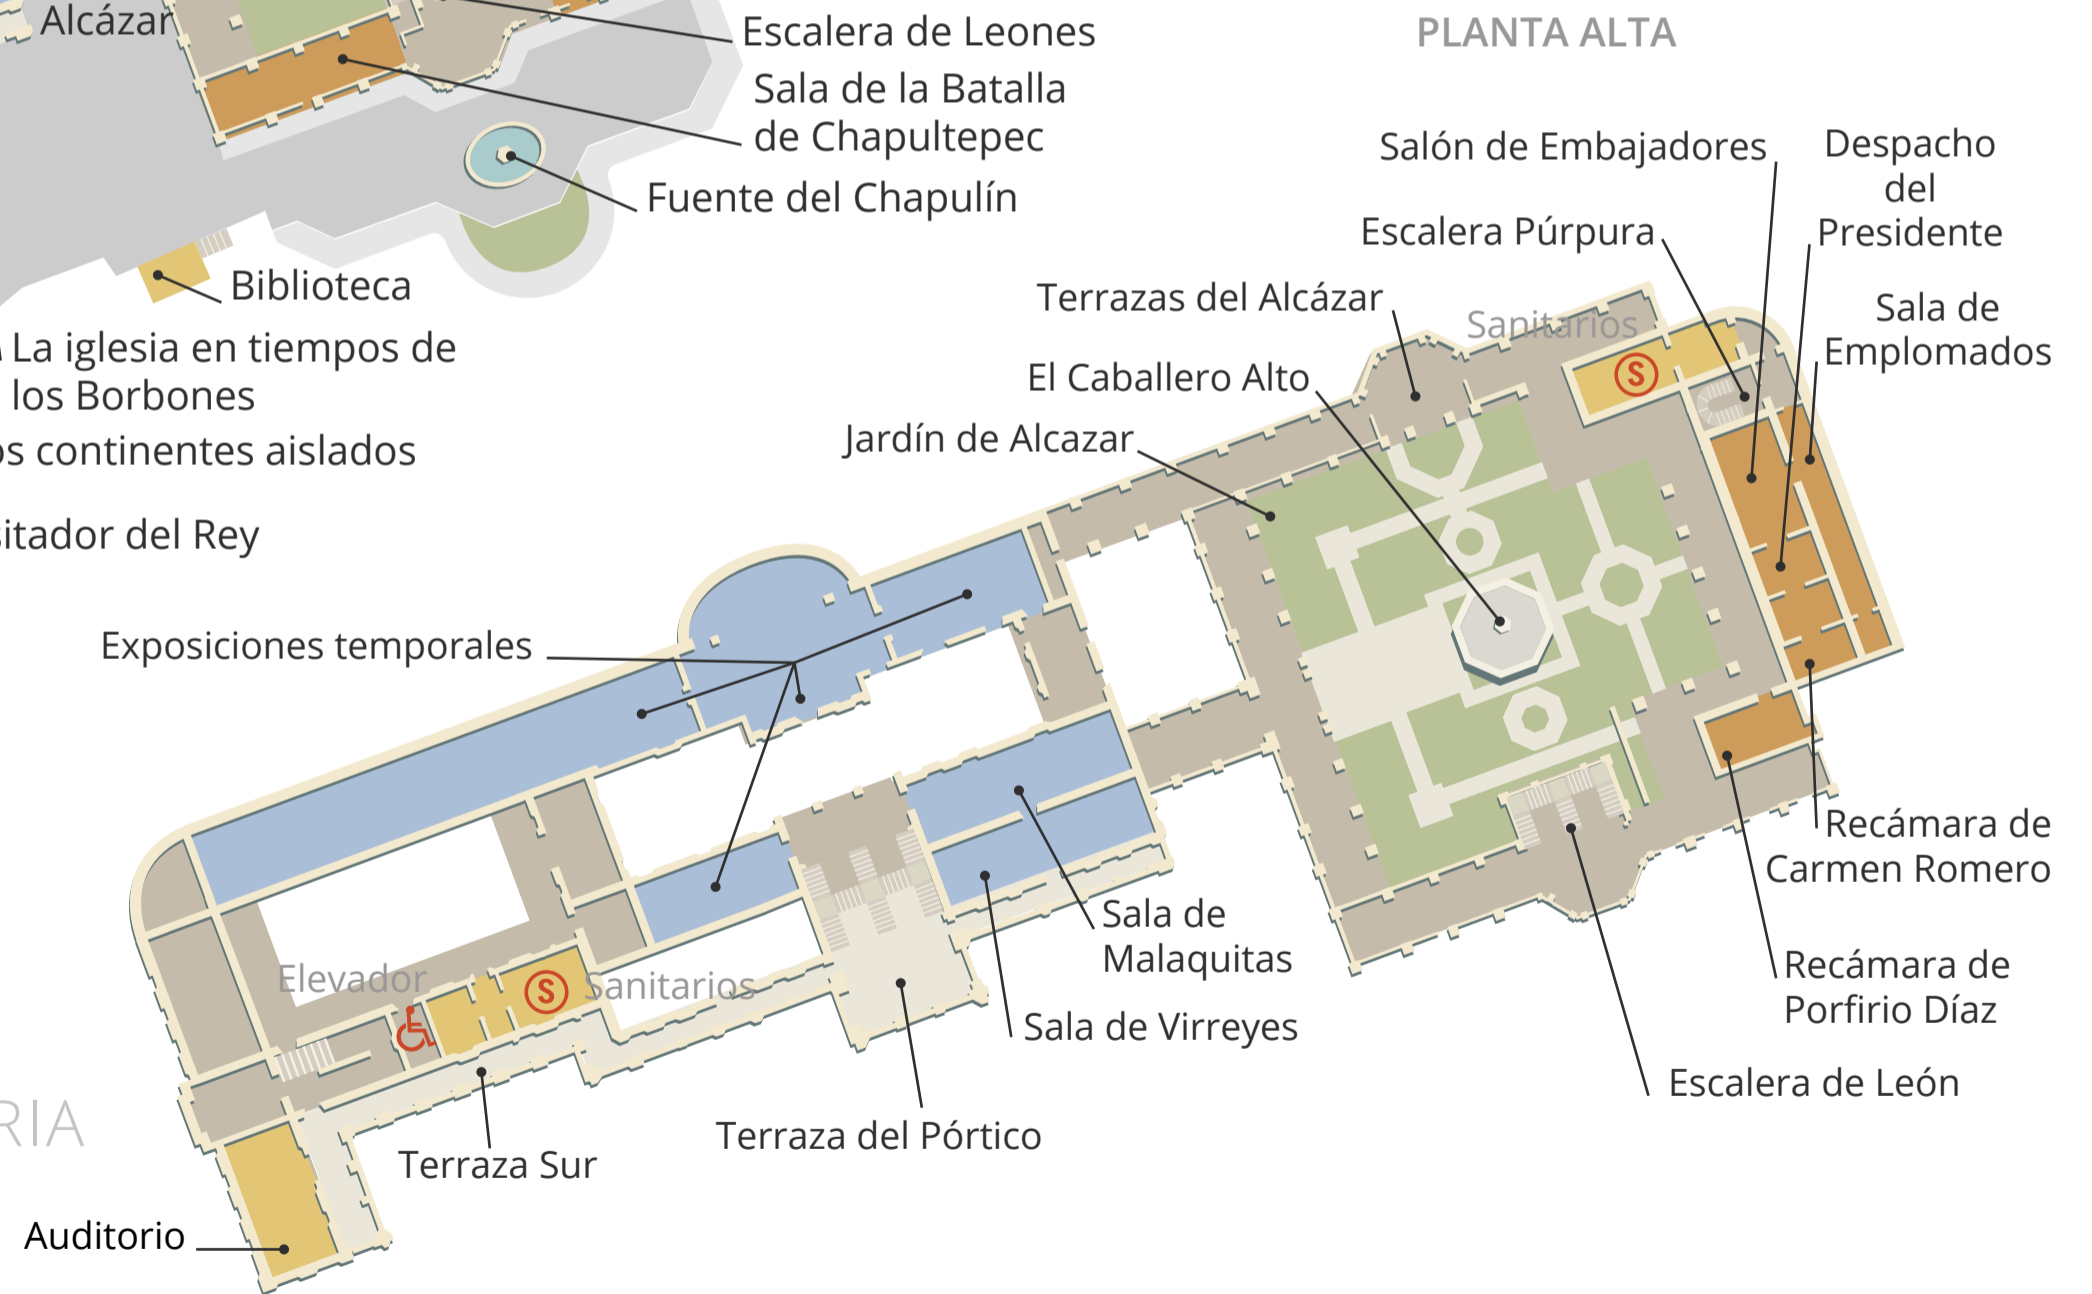 Alcázar
Escalera de Leones
Sala de la Batalla
de Chapultepec
Fuente del Chapulín
Biblioteca
La iglesia en tiempos de
los Borbones
continentes aislados
del Rey
PLANTA ALTA
Salón de Embajadores
Despacho
del
Presidente
Escalera Púrpura
Terrazas del Alcázar
Sanitarios
Sala de
Emplomados
El Caballero Alto
Jardín de Alcazar
S
Exposiciones temporales
Recámara de
Carmen Romero
Sala de
Malaquitas
Recámara de
Porfirio Díaz
Elevador
S
Sanitarios
Sala de Virreyes
Escalera de León
Terraza del Pórtico
Terraza Sur
Auditorio